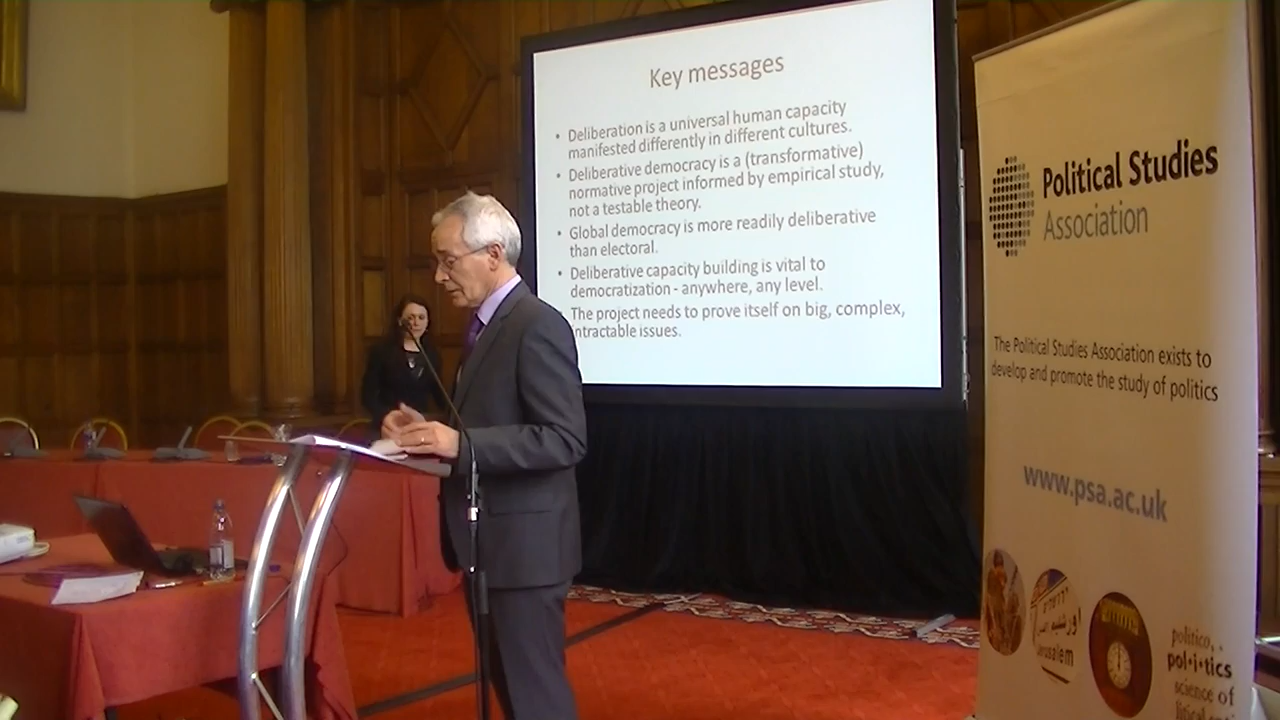 Key messages
• Deliberation is a universal human capacity
manifested differently in different cultures.
• Deliberative democracy is a (transformative)
normative project informed by empirical study,
not a testable theory.
• Global democracy is more readily deliberative
than electoral.
• Deliberative capacity building is vital to
democratization - anywhere, any level.
The project needs to prove itself on big, complex,
ntractable issues.
Political Studies
Association
The Political Studies Association exists to
develop and promote the study of politics
www.psa.ac.uk
Jerusalem
politico,
pol•i•tics
science of